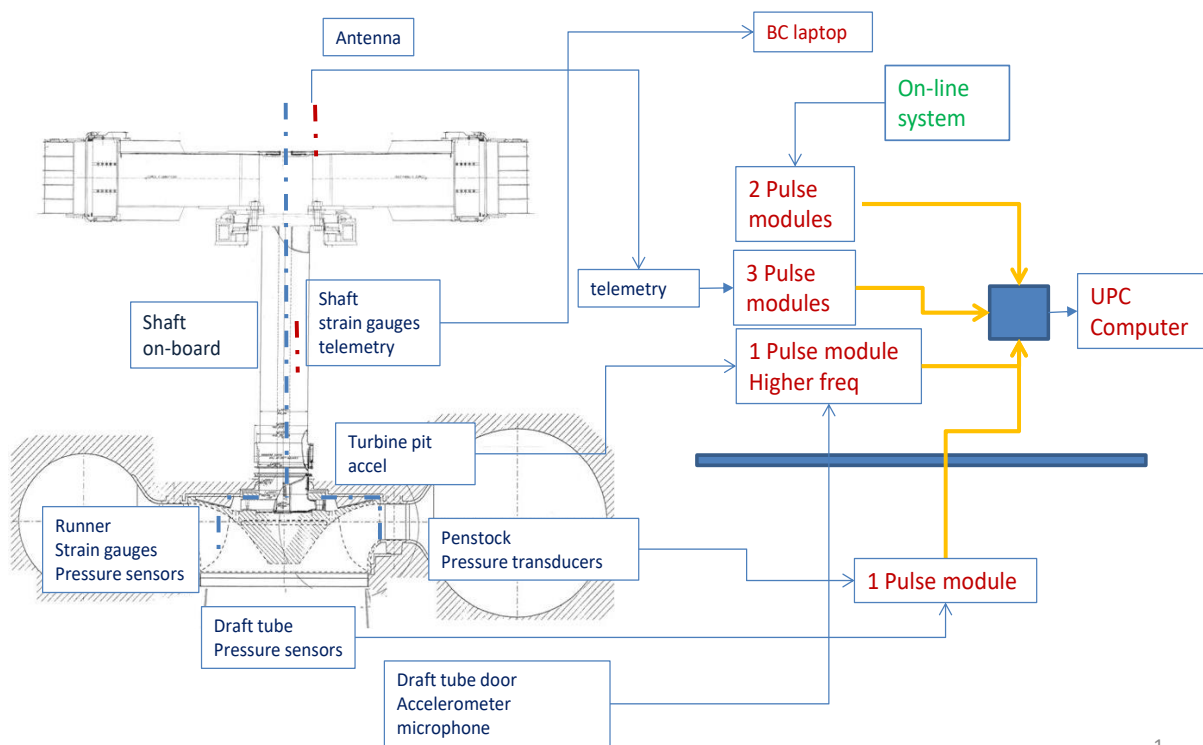 Antenna
BC laptop
On-line
system
2 Pulse
modules
telemetry
3 Pulse
modules
UPC
Computer
Shaft
on-board
Shaft
strain gauges
telemetry
1 Pulse module
Higher freq
Turbine pit
accel
Runner
Strain gauges
Pressure sensors
Penstock
Pressure transducers
1 Pulse module
Draft tube
Pressure sensors
Draft tube door
Accelerometer
microphone
1